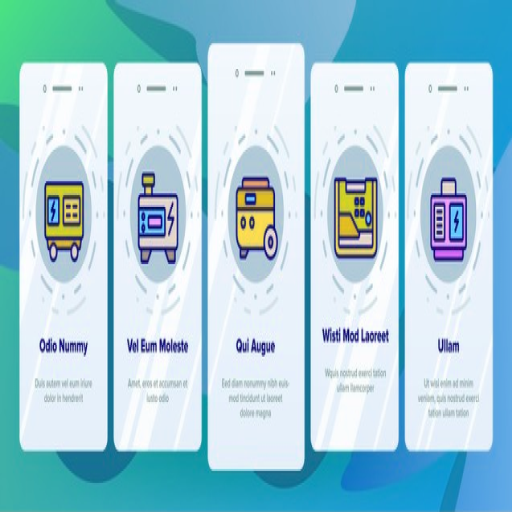 Odio Nummy
Duis autem vel eum iriure
dolor in hendrerit
Vel Eum Moleste
Amet, eros et accumsan et
iusto odio
Qui Augue
Eed diam nonummy nibh euis-
mod tincidunt ut laoreet
dolore magna
Wisti Mod Laoreet
Wquis nostrud exerci tation
ullam llamcorper
Ullam
Ut wisi enim ad minim
veniam, quis nostrud exerci
tation ullam tation